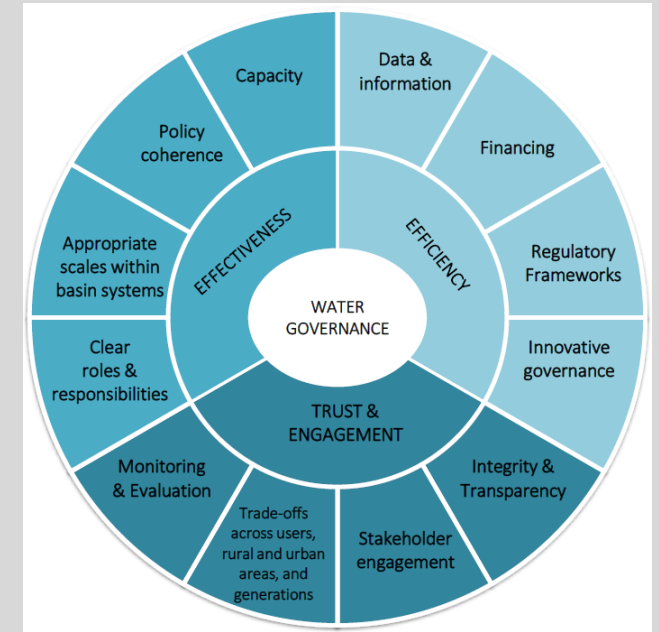 Capacity
Data &
information
Policy
coherence
Financing
Appropriate
scales within
basin systems
EFFECTIVENESS
EFFICIENCY
Regulatory
Frameworks
WATER
GOVERNANCE
Clear
roles &
responsibilities
Innovative
governance
TRUST &
ENGAGEMENT
Monitoring
& Evaluation
Integrity &
Transparency
Trade-offs
across users,
rural and urban
areas, and
generations
Stakeholder
engagement